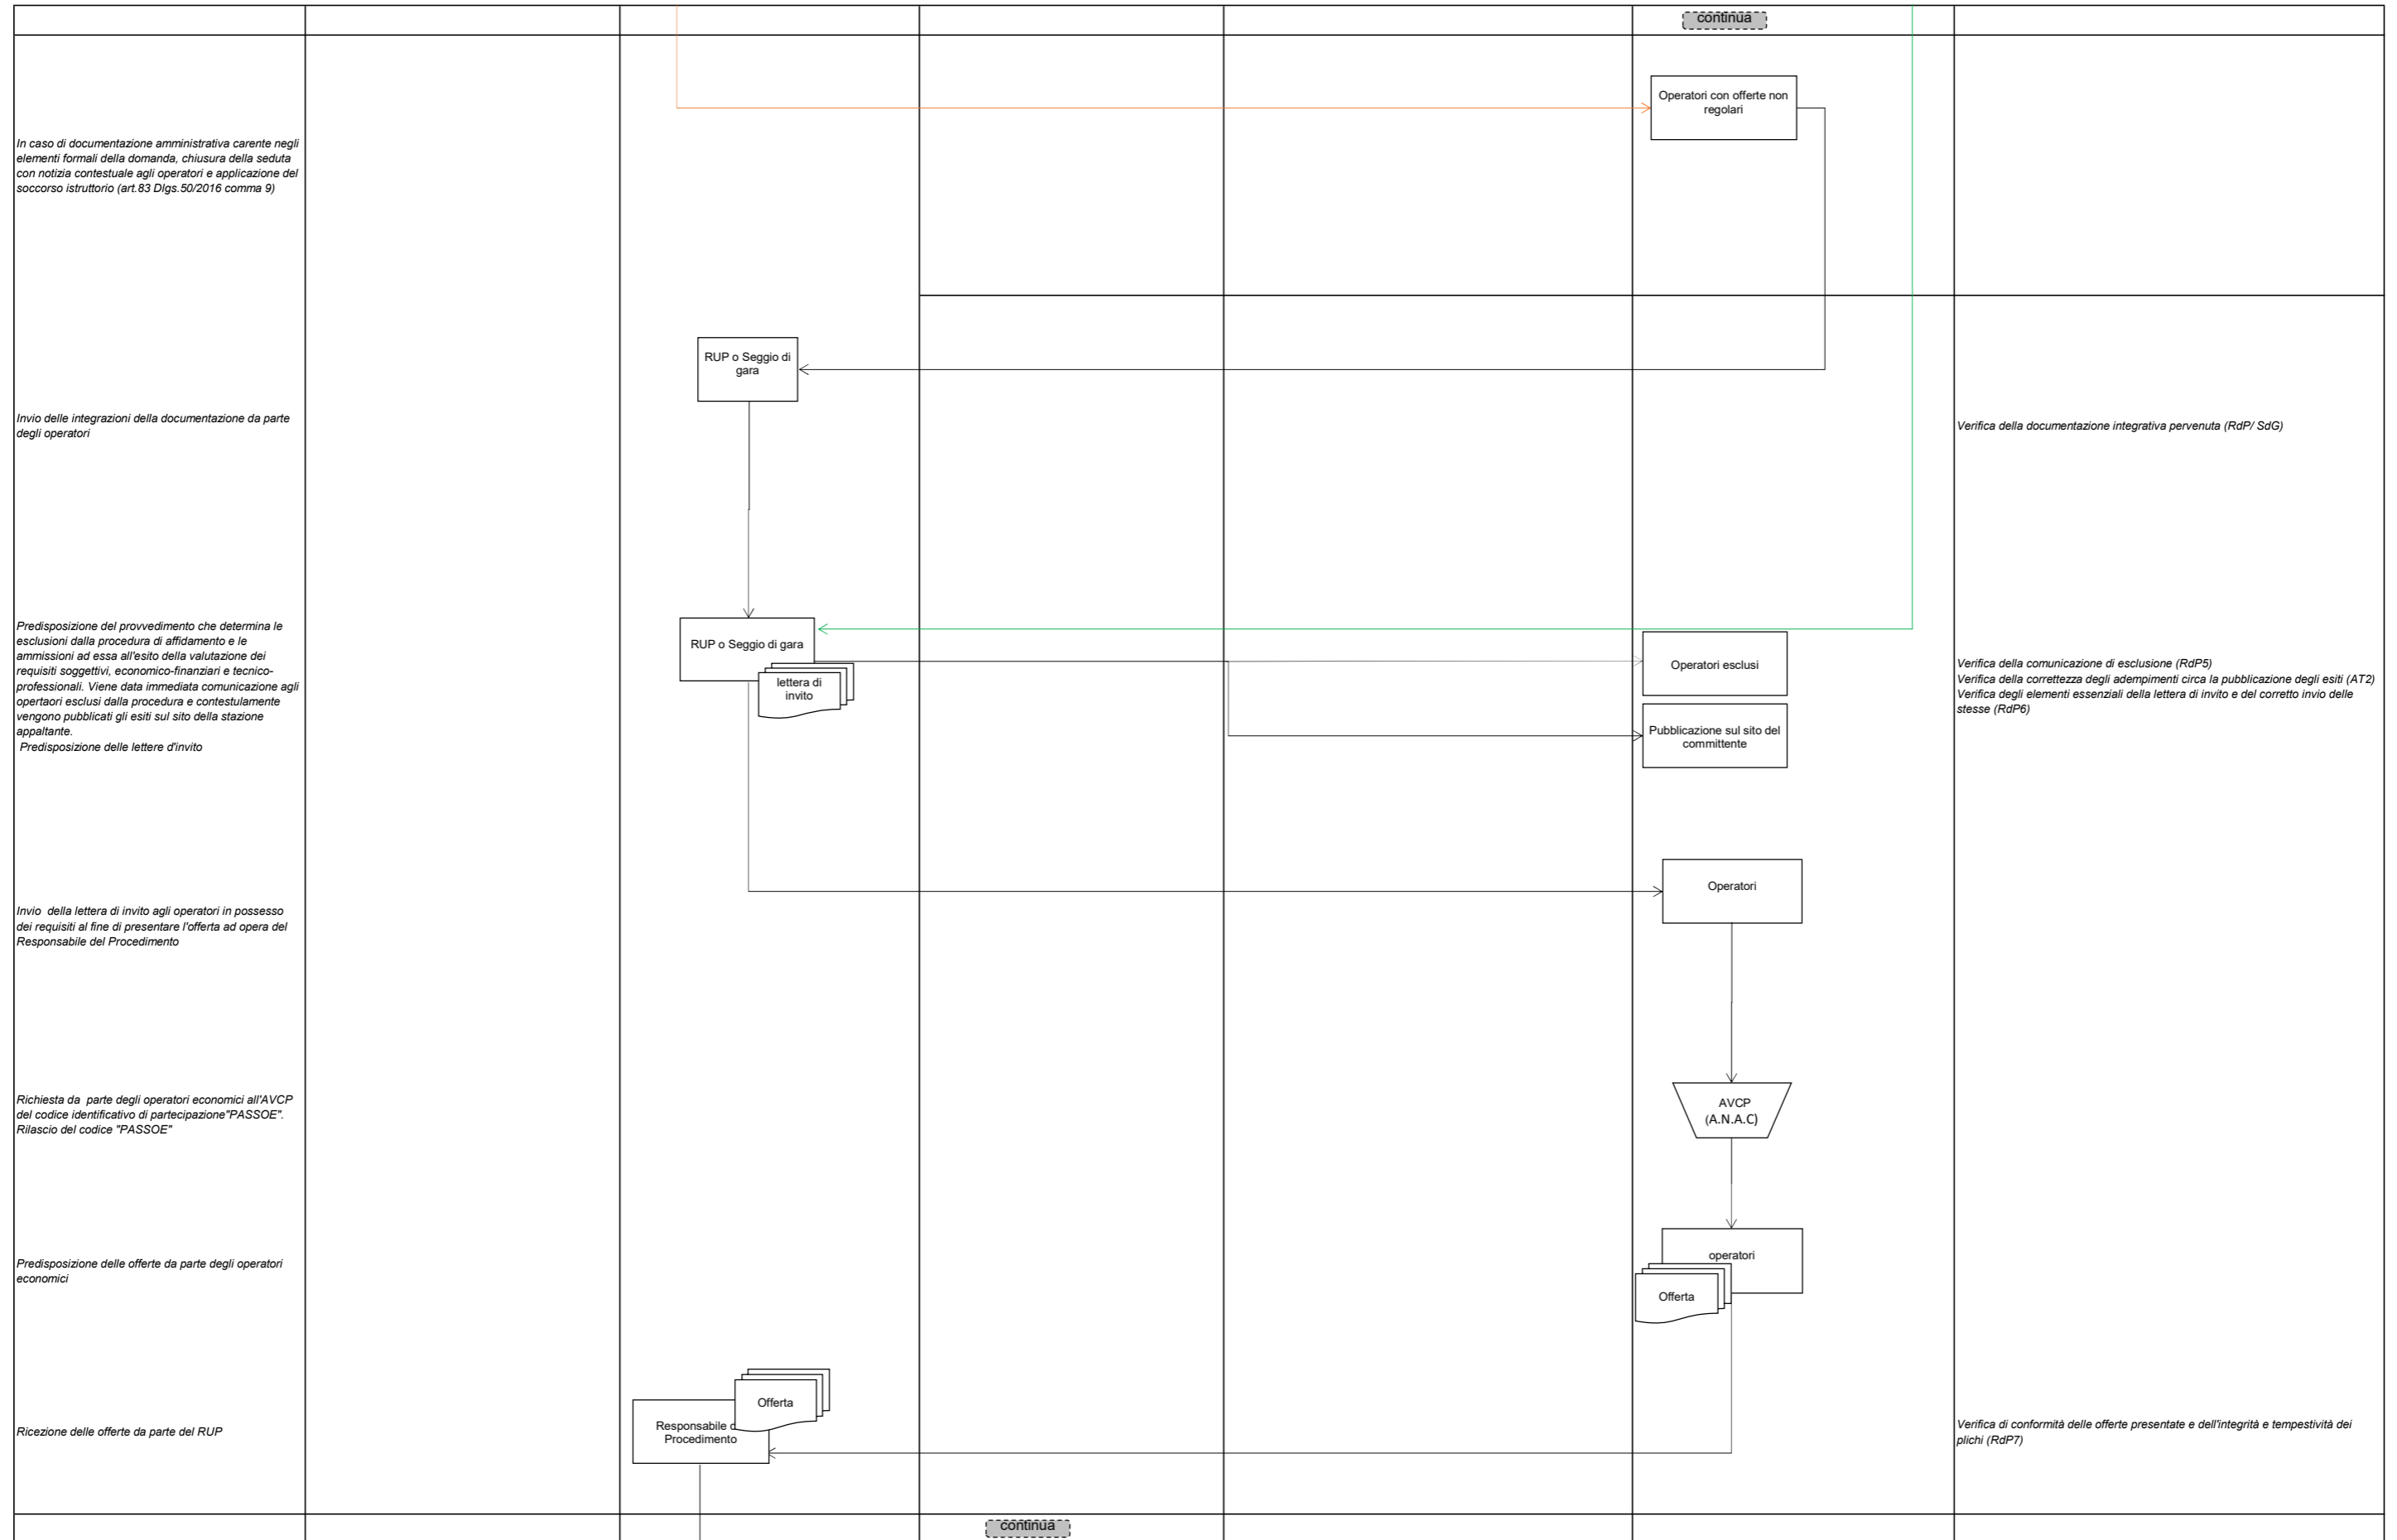 continua
Operatori con offerte non
regolari
In caso di documentazione amministrativa carente negli
elementi formali della domanda, chiusura della seduta
con notizia contestuale agli operatori e applicazione del
soccorso istruttorio (art.83 Dlgs.50/2016 comma 9)
RUP o Seggio di
gara
Invio delle integrazioni della documentazione da parte
degli operatori
Verifica della documentazione integrativa pervenuta (RdP/ SdG)
Predisposizione del provvedimento che determina le
esclusioni dalla procedura di affidamento e le
ammissioni ad essa all'esito della valutazione dei
requisiti soggettivi, economico-finanziari e tecnico-
professionali. Viene data immediata comunicazione agli
opertaori esclusi dalla procedura e contestulamente
vengono pubblicati gli esiti sul sito della stazione
appaltante.
Predisposizione delle lettere d'invito
RUP o Seggio di gara
lettera di
invito
Operatori esclusi
Pubblicazione sul sito del
committente
Verifica della comunicazione di esclusione (RdP5)
Verifica della correttezza degli adempimenti circa la pubblicazione degli esiti (AT2)
Verifica degli elementi essenziali della lettera di invito e del corretto invio delle
stesse (RdP6)
Operatori
Invio della lettera di invito agli operatori in possesso
dei requisiti al fine di presentare l'offerta ad opera del
Responsabile del Procedimento
Richiesta da parte degli operatori economici all'AVCP
del codice identificativo di partecipazione"PASSOE".
Rilascio del codice "PASSOE"
AVCP
(A.N.A.C)
Predisposizione delle offerte da parte degli operatori
economici
operatori
Offerta
Offerta
Responsabile d
Procedimento
Ricezione delle offerte da parte del RUP
Verifica di conformità delle offerte presentate e dell'integrità e tempestività dei
plichi (RdP7)
continua